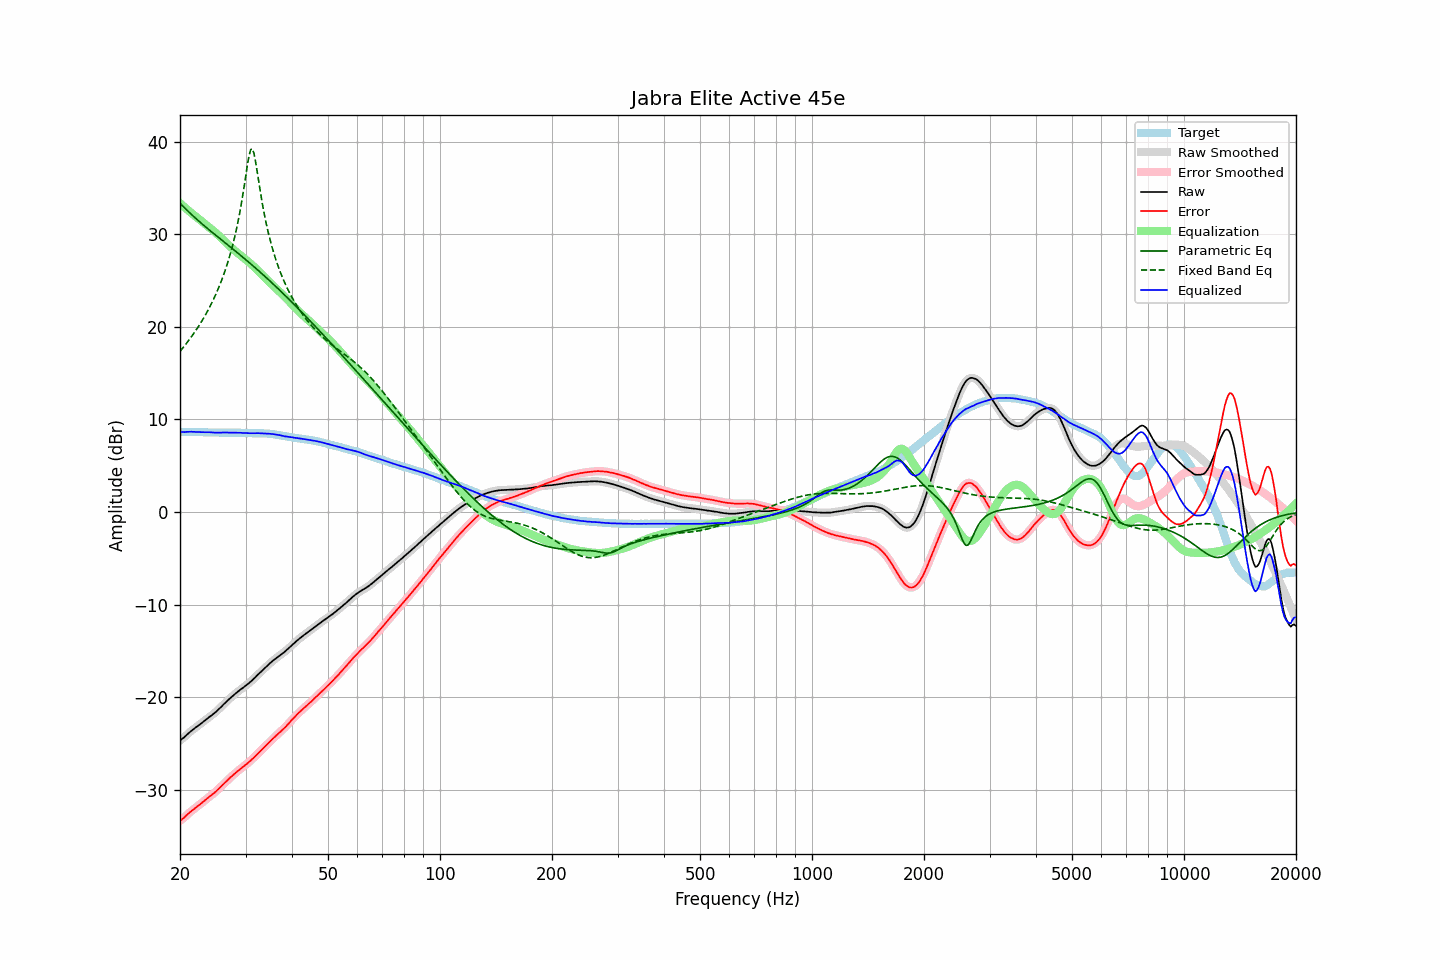 Jabra Elite Active 45e
Amplitude (dBr)
40
30
20
10
0
−10
−20
−30
Target
Raw Smoothed
Error Smoothed
Raw
Error
Equalization
Parametric Eq
Fixed Band Eq
Equalized
20 50 100 200 500 1000 2000 5000 10000 20000
Frequency (Hz)